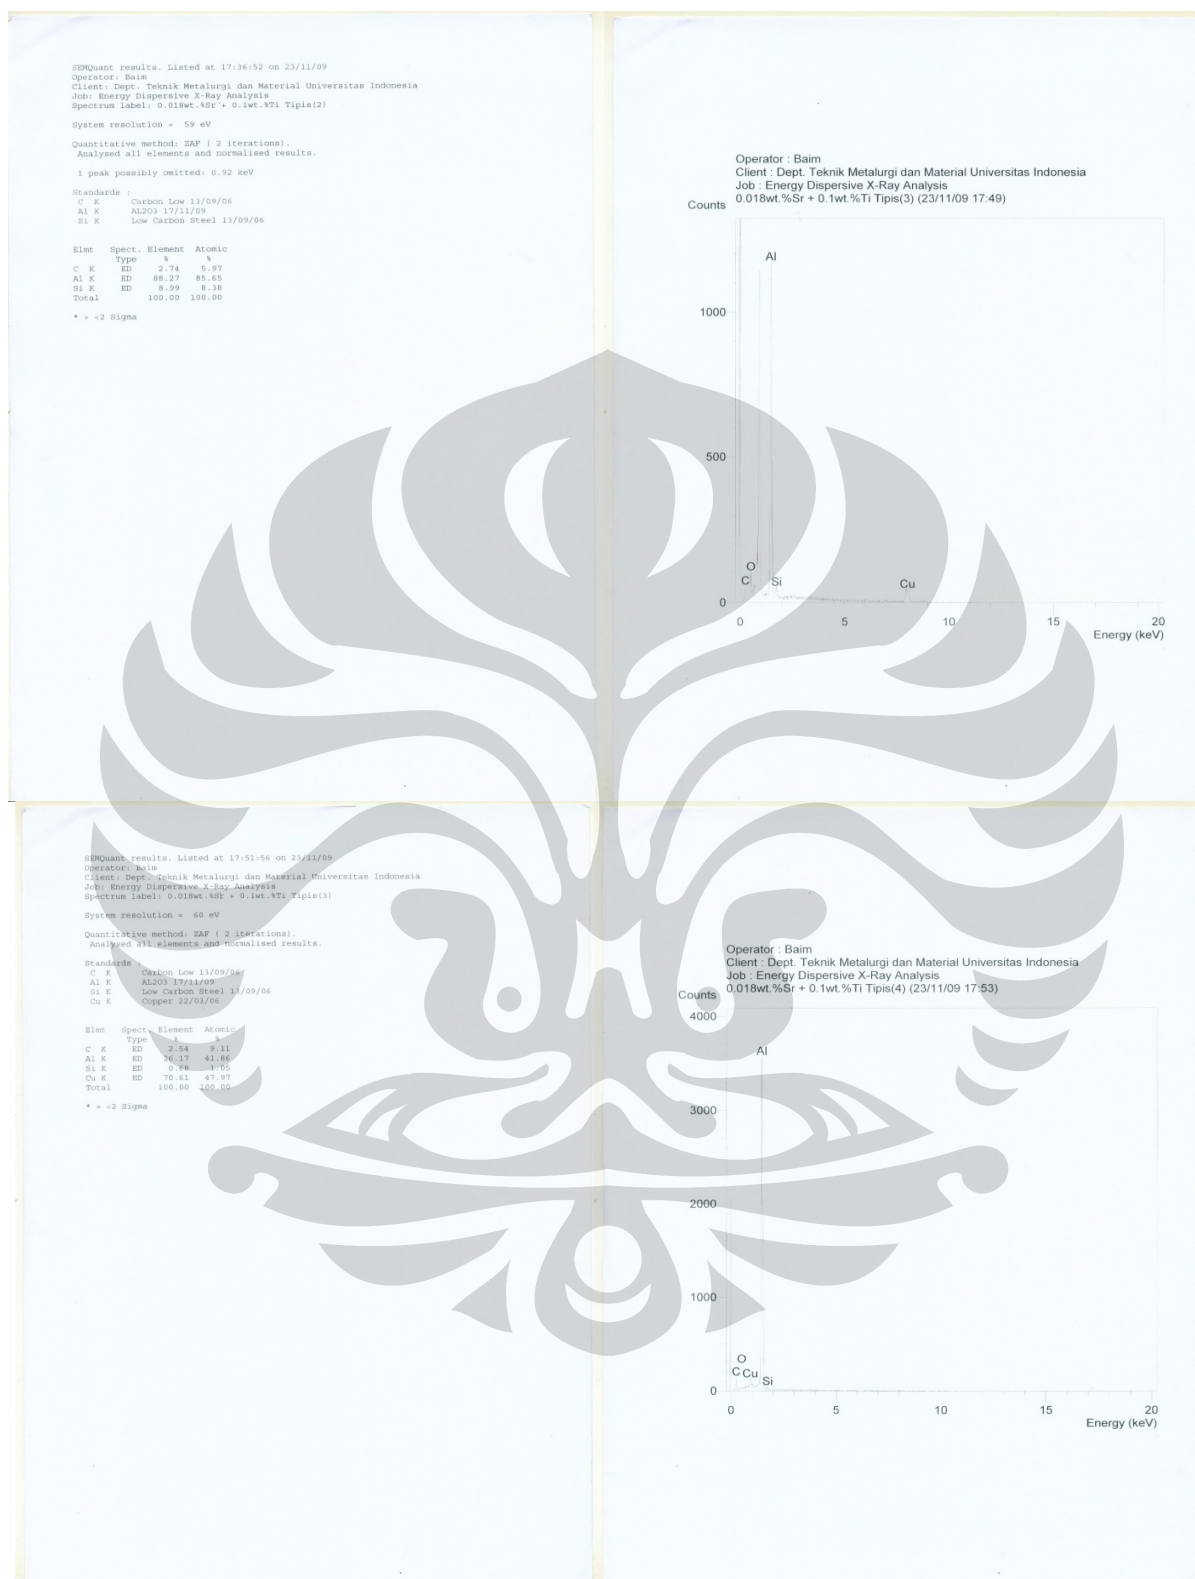 SEMQuant results. Listed at 17:36:52 on 23/11/09
Operator: Baim
Client: Dept. Teknik Metalurgi dan Material Universitas Indonesia
Job: Energy Dispersive X-Ray Analysis
Spectrum label: 0.018wt.%Sr + 0.1wt.%Ti Tipis(2)
System resolution = 59 eV
Quantitative method: ZAF ( 2 iterations).
Analysed all elements and normalised results.
1 peak possibly omitted: 0.92 keV
Standards :
C K Carbon Low 13/09/06
Al K AL2O3 17/11/09
Si K Low Carbon Steel 13/09/06
Elmt Spect. Element Atomic
Type % %
C K ED 2.74 5.97
Al K ED 88.27 85.65
Si K ED 8.99 8.38
Total 100.00 100.00
* = <2 Sigma
Operator : Baim
Client : Dept. Teknik Metalurgi dan Material Universitas Indonesia
Job : Energy Dispersive X-Ray Analysis
0.018wt.%Sr + 0.1wt.%Ti Tipis(3) (23/11/09 17:49)
Counts
Al
1000
500
O
C
Si
Cu
0
0 5 10 15 20
Energy (keV)
SEMQuant results. Listed at 17:51:56 on 23/11/09
Operator: Baim
Client: Dept. Teknik Metalurgi dan Material Universitas Indonesia
Job: Energy Dispersive X-Ray Analysis
Spectrum label: 0.018wt.%Sr + 0.1wt.%Ti Tipis(3)
System resolution = 60 eV
Quantitative method: ZAF ( 2 iterations).
Analysed all elements and normalised results.
Standards :
C K Carbon Low 13/09/06
Al K AL2O3 17/11/09
Si K Low Carbon Steel 13/09/06
Cu K Copper 22/03/06
Elmt Spect. Element Atomic
Type % %
C K ED 2.54 9.11
Al K ED 26.17 41.86
Si K ED 0.68 1.05
Cu K ED 70.61 47.97
Total 100.00 100.00
* = <2 Sigma
Operator : Baim
Client : Dept. Teknik Metalurgi dan Material Universitas Indonesia
Job : Energy Dispersive X-Ray Analysis
0.018wt.%Sr + 0.1wt.%Ti Tipis(4) (23/11/09 17:53)
Counts
4000
Al
3000
2000
1000
O
C Cu
Si
0
0 5 10 15 20
Energy (keV)